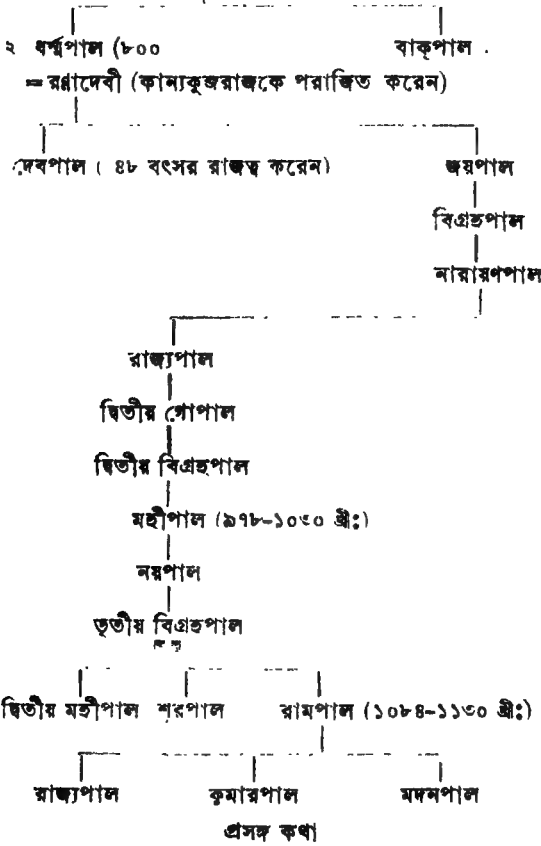 ২ ধর্ম্মপাল (৮০০ বাক্‌পাল
= রণ্ণাদেবী (কান্যকুব্জরাজকে পরাজিত করেন)
দেবপাল ( ৪৮ বৎসর রাজত্ব করেন) জয়পাল
বিগ্রহপাল
নারায়ণপাল
রাজ্যপাল
দ্বিতীয় গোপাল
দ্বিতীয় বিগ্রহপাল
মহীপাল (৯৭৮-১০৩০ খ্রীঃ)
নয়পাল
তৃতীয় বিগ্রহপাল
দ্বিতীয় মহীপাল শূরপাল রামপাল (১০৮৪-১১৩০ খ্রীঃ)
রাজ্যপাল কুমারপাল মদনপাল
প্রসঙ্গ কথা